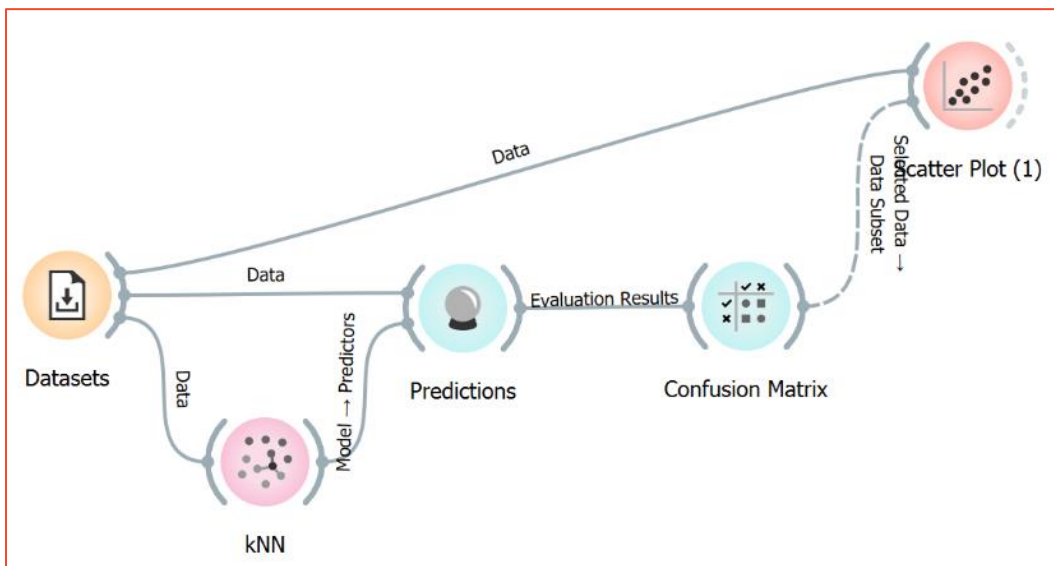 Data
Scatter Plot (1)
Selected Data →
Data Subset
Data
Evaluation Results
Datasets
Predictions
Confusion Matrix
Data
Model → Predictors
kNN